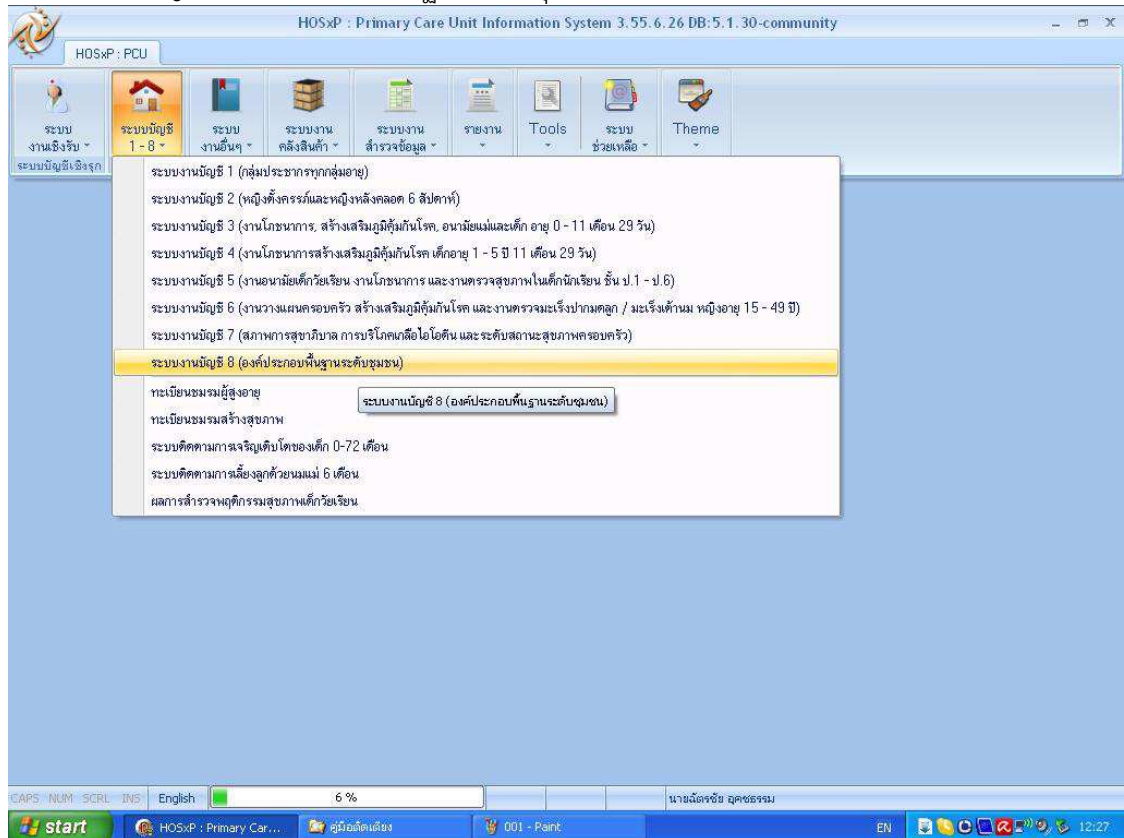 HOSxP : Primary Care Unit Information System 3.55.6.26 DB:5.1.30-community
HOSxP : PCU
ระบบ
งานเชิงรับ
ระบบบัญชี
1 - 8
ระบบ
งานอื่นๆ
ระบบงาน
คลังสินค้า
ระบบงาน
สำรวจข้อมูล
รายงาน
Tools
ระบบ
ช่วยเหลือ
Theme
ระบบบัญชีเชิงรุก
ระบบงานบัญชี 1 (กลุ่มประชากรทุกกลุ่มอายุ)
ระบบงานบัญชี 2 (หญิงตั้งครรภ์และหญิงหลังคลอด 6 สัปดาห์)
ระบบงานบัญชี 3 (งานโภชนาการ, สร้างเสริมภูมิคุ้มกันโรค, อนามัยแม่และเด็ก อายุ 0 - 11 เดือน 29 วัน)
ระบบงานบัญชี 4 (งานโภชนาการสร้างเสริมภูมิคุ้มกันโรค เด็กอายุ 1 - 5 ปี 11 เดือน 29 วัน)
ระบบงานบัญชี 5 (งานอนามัยเด็กวัยเรียน งานโภชนาการ และงานตรวจสุขภาพในเด็กนักเรียน ชั้น ป.1 - ป.6)
ระบบงานบัญชี 6 (งานวางแผนครอบครัว สร้างเสริมภูมิคุ้มกันโรค และงานตรวจมะเร็งปากมดลูก / มะเร็งเต้านม หญิงอายุ 15 - 49 ปี)
ระบบงานบัญชี 7 (สภาพการสุขาภิบาล การบริโภคเกลือไอโอดีน และระดับสถานะสุขภาพครอบครัว)
ระบบงานบัญชี 8 (องค์ประกอบพื้นฐานระดับชุมชน)
ทะเบียนชมรมผู้สูงอายุ
ระบบงานบัญชี 8 (องค์ประกอบพื้นฐานระดับชุมชน)
ทะเบียนชมรมสร้างสุขภาพ
ระบบติดตามการเจริญเติบโตของเด็ก 0-72 เดือน
ระบบติดตามการเลี้ยงลูกด้วยนมแม่ 6 เดือน
ผลการสำรวจพฤติกรรมสุขภาพเด็กวัยเรียน
CAPS NUM SCRL INS English 6 % นายฉัตรชัย อุคชธรรม
start HOSxP : Primary Car... คู่มือตัดเตียง 001 - Paint EN 12:27